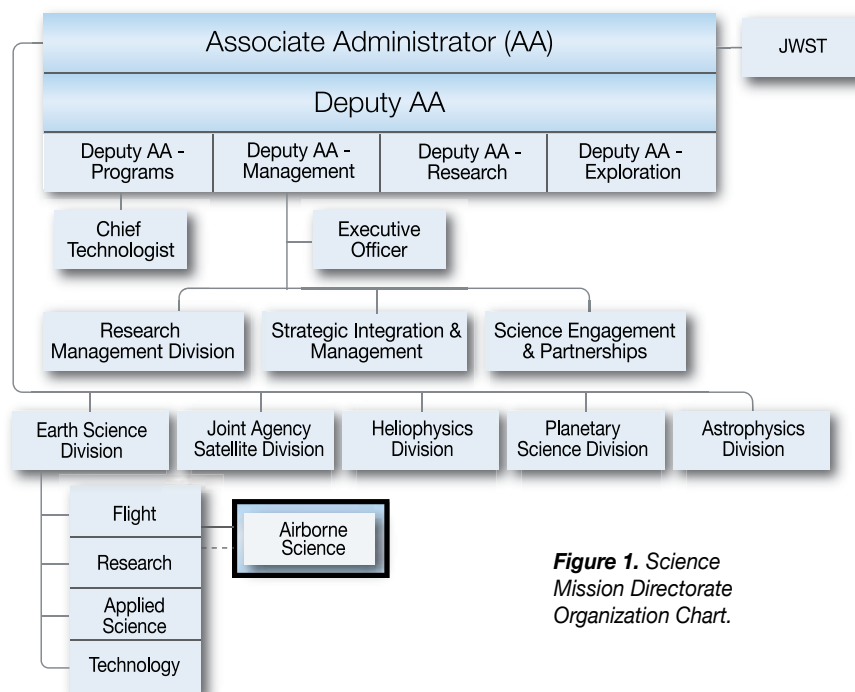 Associate Administrator (AA)
JWST
Deputy AA
Deputy AA -
Programs
Deputy AA -
Management
Deputy AA -
Research
Deputy AA -
Exploration
Chief
Technologist
Executive
Officer
Research
Management Division
Strategic Integration &
Management
Science Engagement
& Partnerships
Earth Science
Division
Joint Agency
Satellite Division
Heliophysics
Division
Planetary
Science Division
Astrophysics
Division
Flight
Research
Applied
Science
Technology
Airborne
Science
Figure 1. Science
Mission Directorate
Organization Chart.